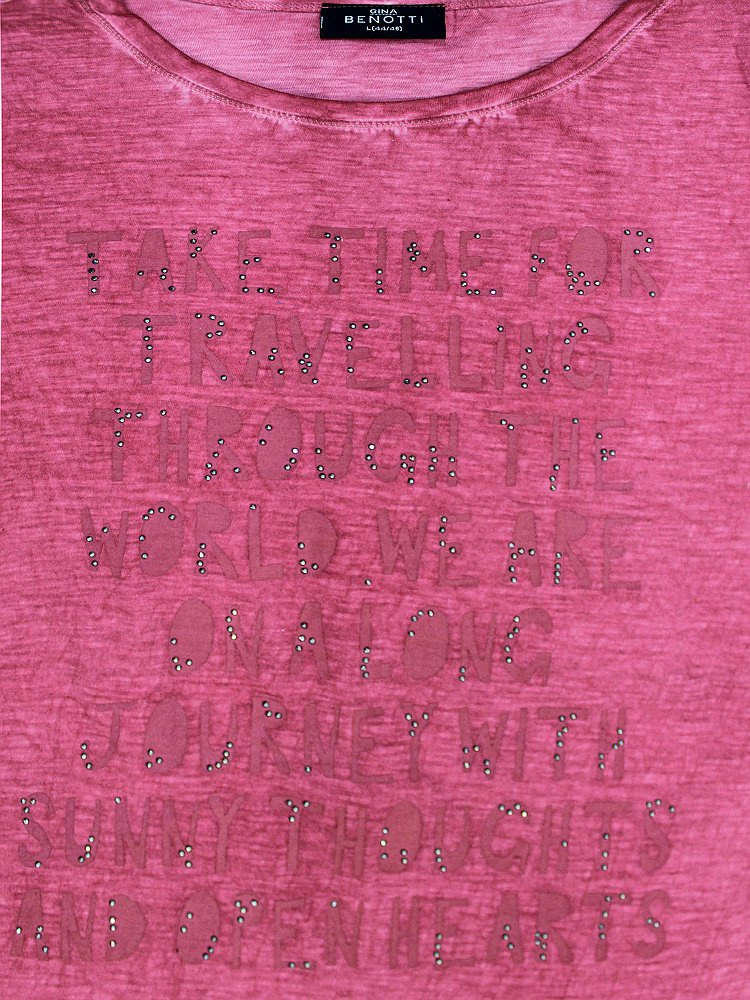 GINA
BENOTTI
L(44/46)
TAKE TIME FOR
TRAVELLiNG
THROUGH THE
WORLD. WE ARE
ON A LONG
JOURNEY WITH
SUNNY THOUGHTS
AND OPEN HEARTS